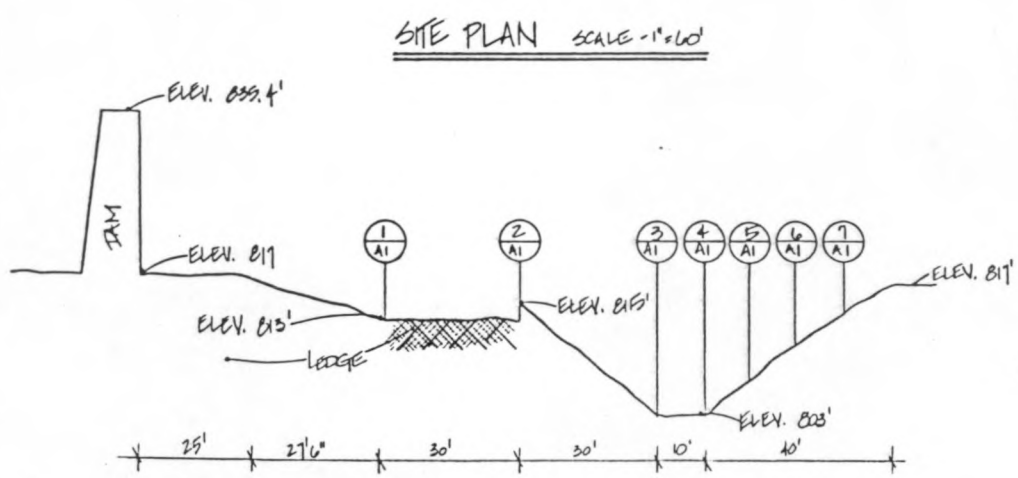 SITE PLAN SCALE - 1"=60'
ELEV. 835.4'
DAM
1
A1
2
A1
3
A1
4
A1
5
A1
6
A1
7
A1
ELEV. 817
ELEV. 817'
ELEV. 815'
ELEV. 813'
LEDGE
ELEV. 803'
25'
27'6"
30'
30'
10'
40'